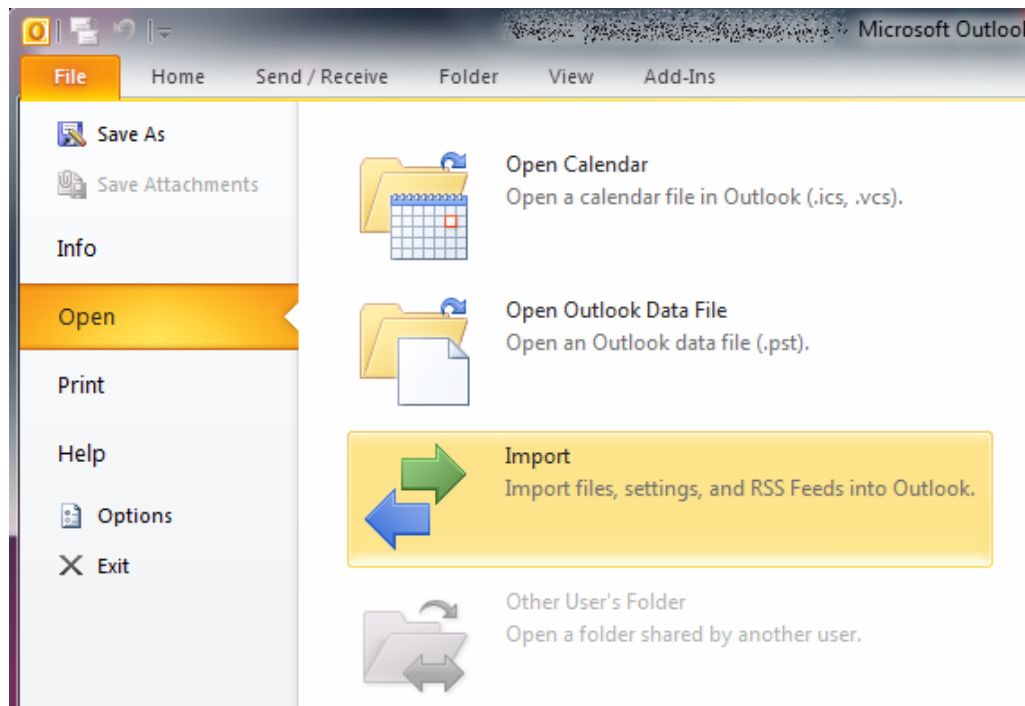 Microsoft Outlook
File Home Send / Receive Folder View Add-Ins
Save As
Save Attachments
Info
Open
Print
Help
Options
Exit
Open Calendar
Open a calendar file in Outlook (.ics, .vcs).
Open Outlook Data File
Open an Outlook data file (.pst).
Import
Import files, settings, and RSS Feeds into Outlook.
Other User's Folder
Open a folder shared by another user.